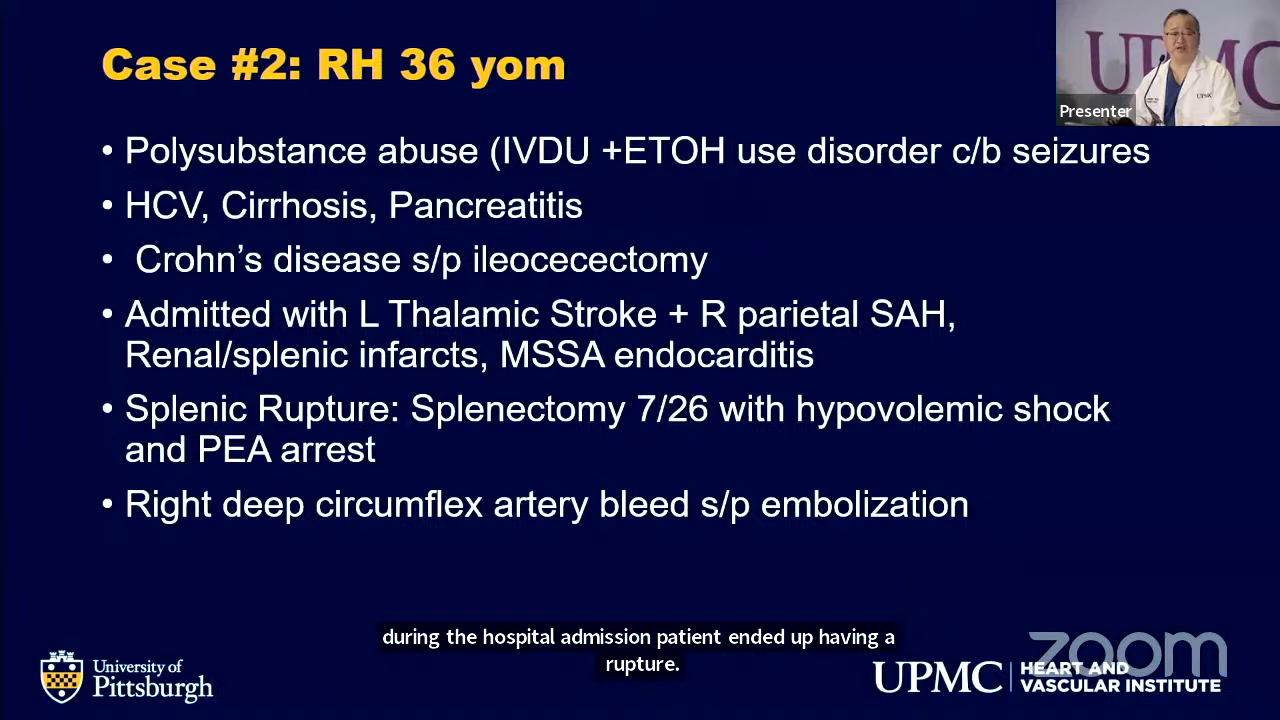 Case #2: RH 36 yom
UPMC
Presenter
UPMC
• Polysubstance abuse (IVDU +ETOH use disorder c/b seizures
• HCV, Cirrhosis, Pancreatitis
• Crohn’s disease s/p ileocecectomy
• Admitted with L Thalamic Stroke + R parietal SAH,
Renal/splenic infarcts, MSSA endocarditis
• Splenic Rupture: Splenectomy 7/26 with hypovolemic shock
and PEA arrest
• Right deep circumflex artery bleed s/p embolization
during the hospital admission patient ended up having a
rupture.
University of
Pittsburgh
UPMC
HEART AND
VASCULAR INSTITUTE
zoom